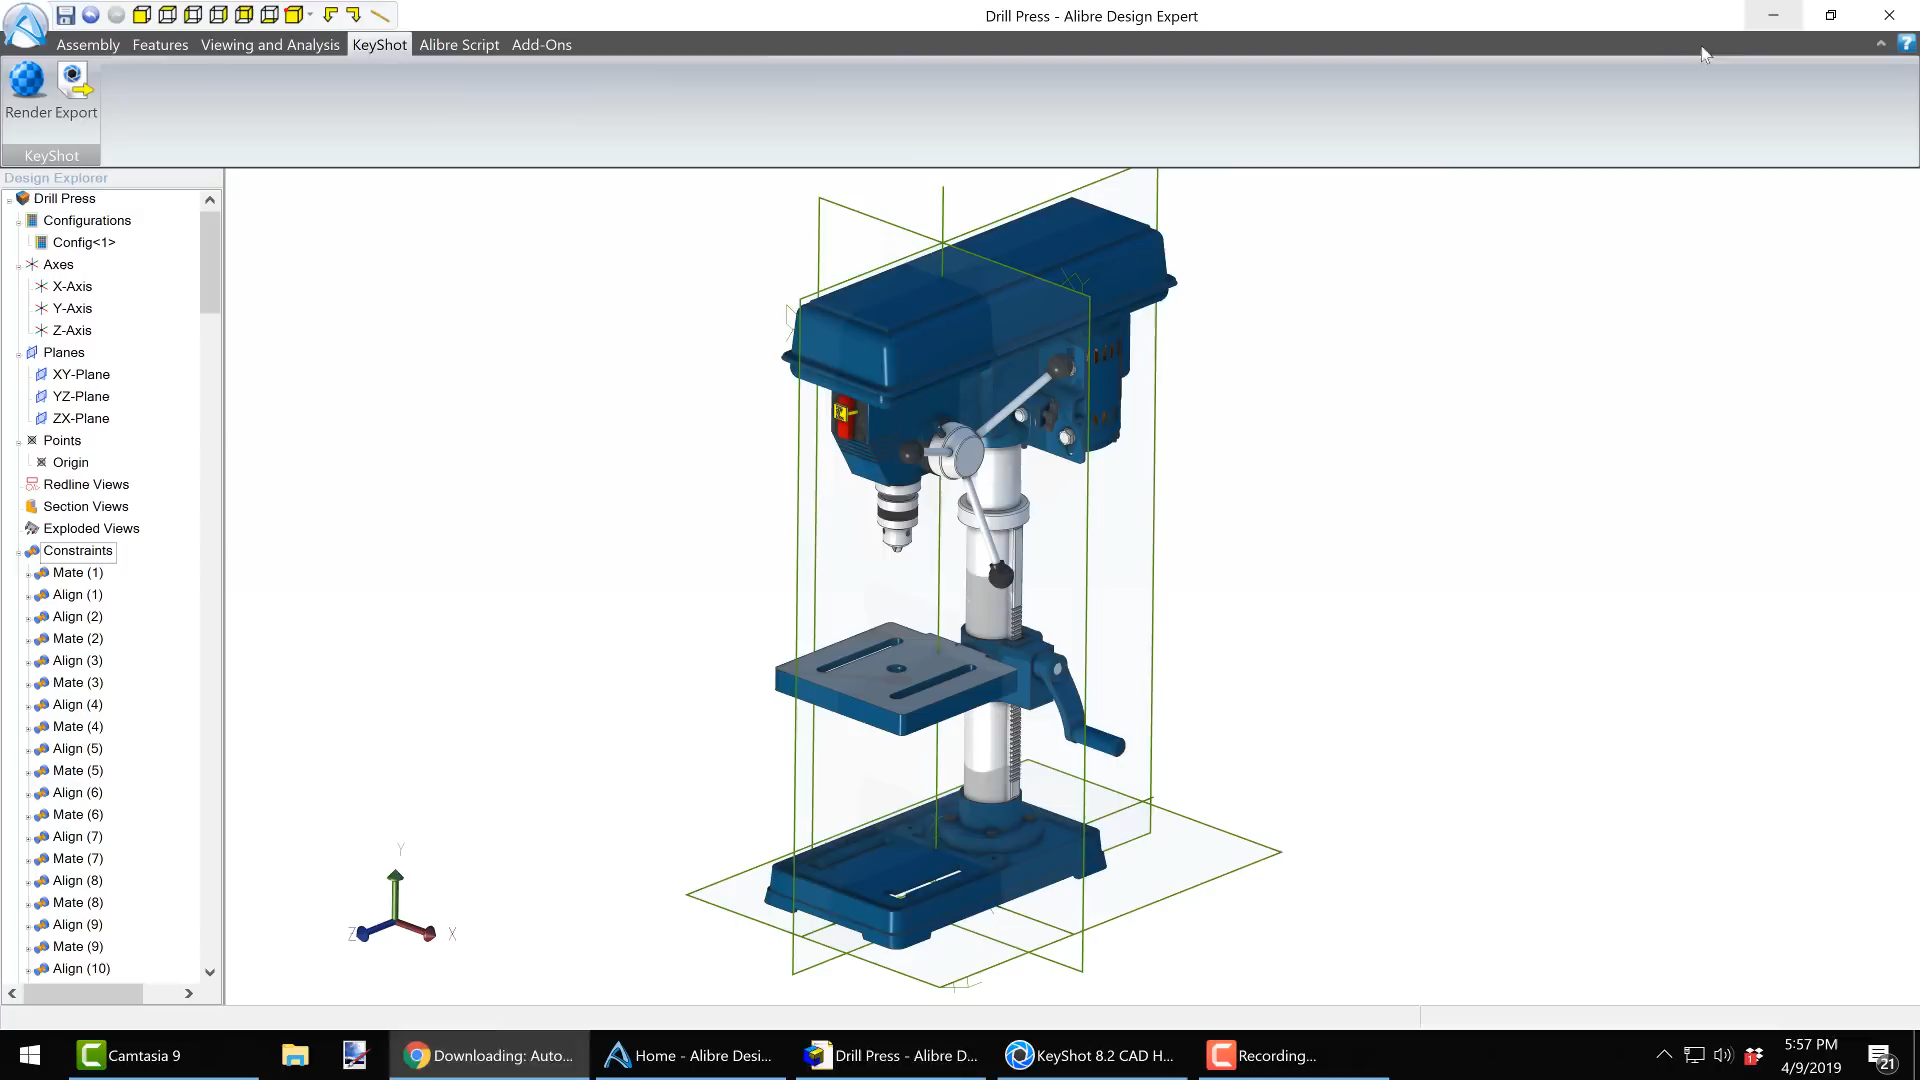 Drill Press - Alibre Design Expert
Assembly Features Viewing and Analysis KeyShot Alibre Script Add-Ons
Render Export
KeyShot
Design Explorer
Drill Press
Configurations
Config<1>
Axes
X-Axis
Y-Axis
Z-Axis
Planes
XY-Plane
YZ-Plane
ZX-Plane
Points
Origin
Redline Views
Section Views
Exploded Views
Constraints
Mate (1)
Align (1)
Align (2)
Mate (2)
Align (3)
Mate (3)
Align (4)
Mate (4)
Align (5)
Mate (5)
Align (6)
Mate (6)
Align (7)
Mate (7)
Align (8)
Mate (8)
Align (9)
Mate (9)
Align (10)
Y
Z X
Camtasia 9 Downloading: Auto... Home - Alibre Desi... Drill Press - Alibre D... KeyShot 8.2 CAD H... Recording... 5:57 PM
4/9/2019 21